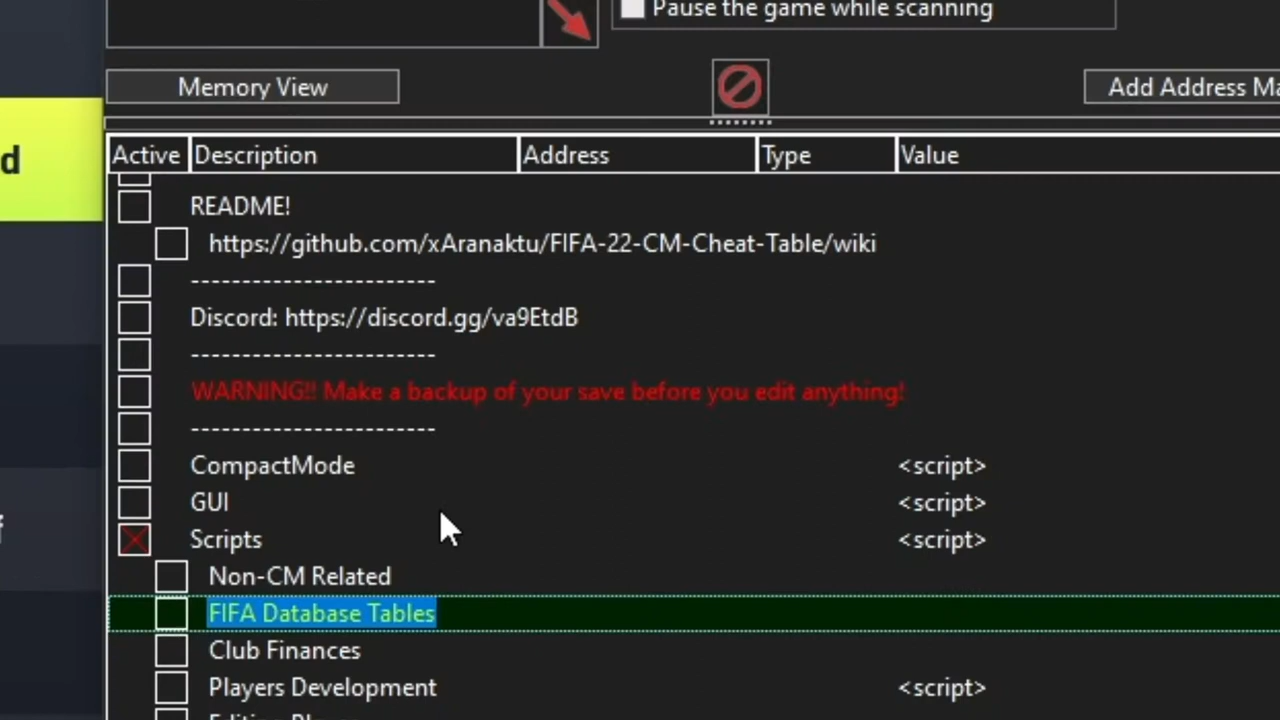 Pause the game while scanning
Memory View
Add Address Ma
d
Active Description Address Type Value
README!
https://github.com/xAranaktu/FIFA-22-CM-Cheat-Table/wiki
------------------------
Discord: https://discord.gg/va9EtdB
------------------------
WARNING!! Make a backup of your save before you edit anything!
------------------------
CompactMode <script>
GUI <script>
f
Scripts <script>
Non-CM Related
FIFA Database Tables
Club Finances
Players Development <script>